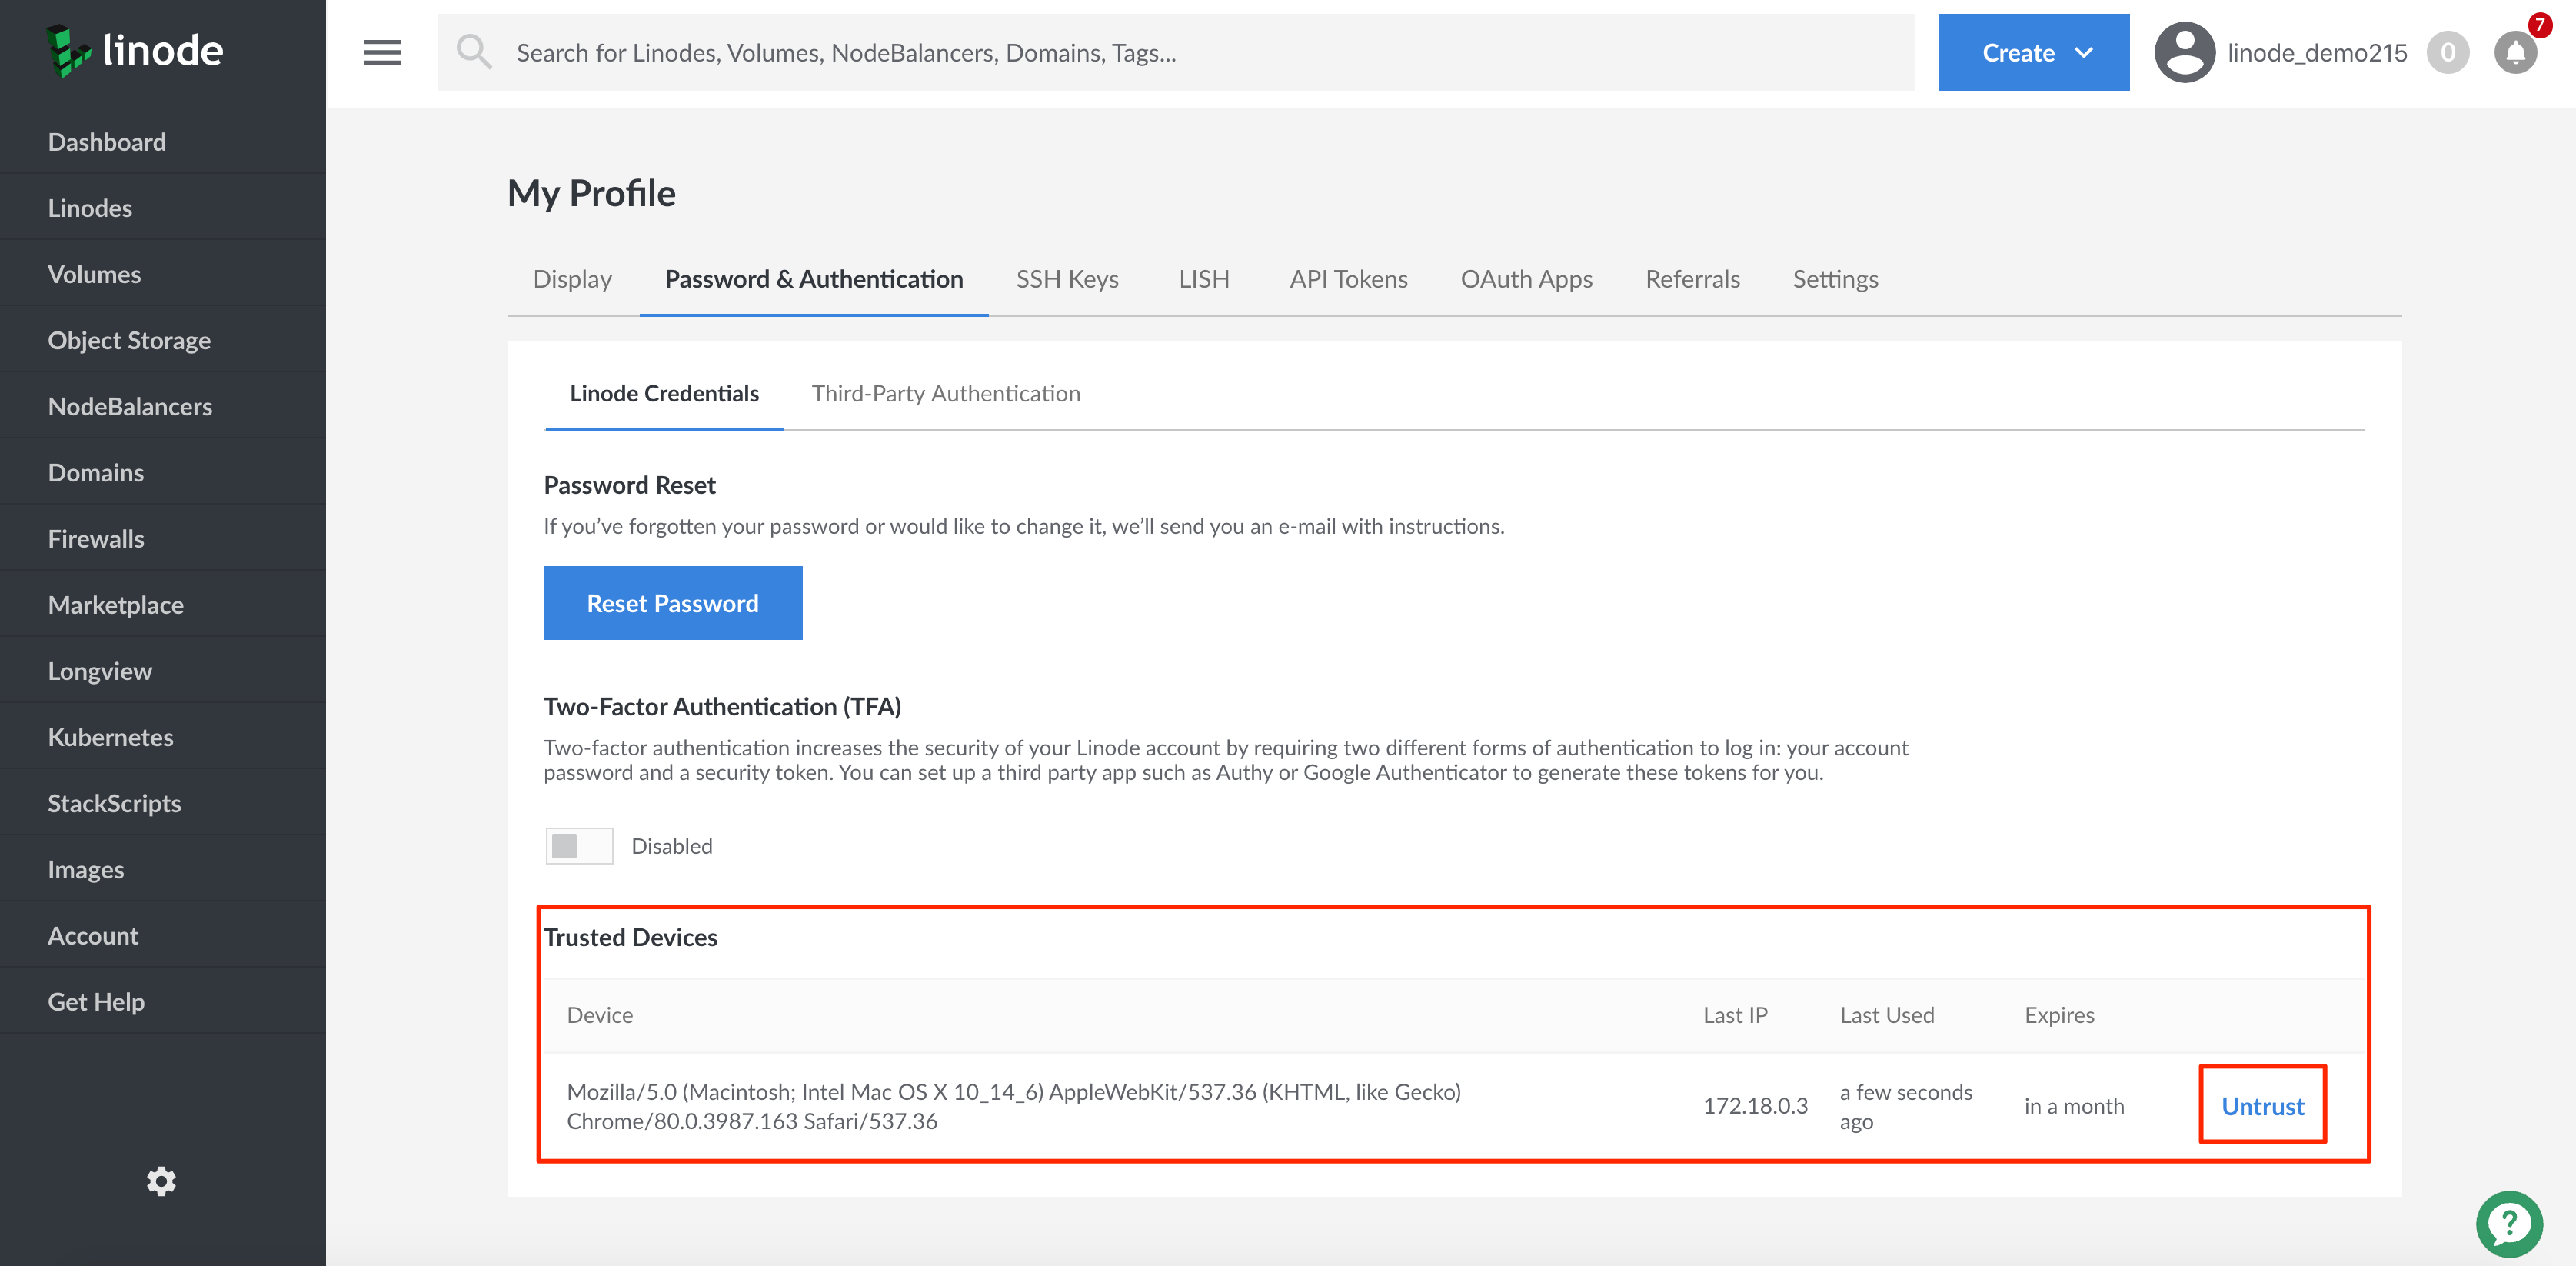 linode
Search for Linodes, Volumes, NodeBalancers, Domains, Tags...
Create
linode_demo215
0
7
Dashboard
Linodes
Volumes
Object Storage
NodeBalancers
Domains
Firewalls
Marketplace
Longview
Kubernetes
StackScripts
Images
Account
Get Help
My Profile
Display
Password & Authentication
SSH Keys
LISH
API Tokens
OAuth Apps
Referrals
Settings
Linode Credentials
Third-Party Authentication
Password Reset
If you’ve forgotten your password or would like to change it, we’ll send you an e-mail with instructions.
Reset Password
Two-Factor Authentication (TFA)
Two-factor authentication increases the security of your Linode account by requiring two different forms of authentication to log in: your account
password and a security token. You can set up a third party app such as Authy or Google Authenticator to generate these tokens for you.
Disabled
Trusted Devices
Device
Last IP
Last Used
Expires
Mozilla/5.0 (Macintosh; Intel Mac OS X 10_14_6) AppleWebKit/537.36 (KHTML, like Gecko)
Chrome/80.0.3987.163 Safari/537.36
172.18.0.3
a few seconds
ago
in a month
Untrust
?